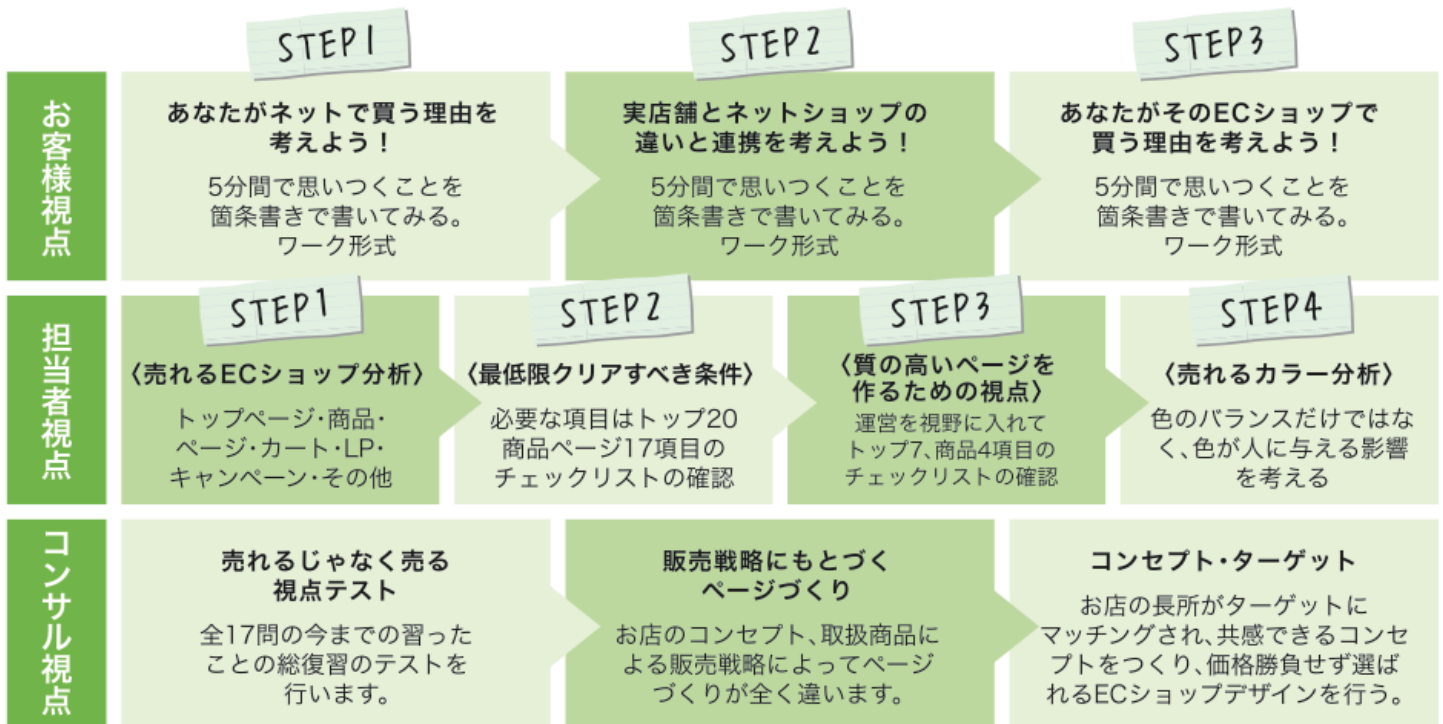 お客様視点
STEP1
あなたがネットで買う理由を
考えよう！
5分間で思いつくことを
箇条書きで書いてみる。
ワーク形式
STEP2
実店舗とネットショップの
違いと連携を考えよう！
5分間で思いつくことを
箇条書きで書いてみる。
ワーク形式
STEP3
あなたがそのECショップで
買う理由を考えよう！
5分間で思いつくことを
箇条書きで書いてみる。
ワーク形式
担当者視点
STEP1
〈売れるECショップ分析〉
トップページ・商品・
ページ・カート・LP・
キャンペーン・その他
STEP2
〈最低限クリアすべき条件〉
必要な項目はトップ20
商品ページ17項目の
チェックリストの確認
STEP3
〈質の高いページを
作るための視点〉
運営を視野に入れて
トップ7、商品4項目の
チェックリストの確認
STEP4
〈売れるカラー分析〉
色のバランスだけではな
く、色が人に与える影響
を考える
コンサル視点
売れるじゃなく売る
視点テスト
全17問の今までの習った
ことの総復習のテストを
行います。
販売戦略にもとづく
ページづくり
お店のコンセプト、取扱商品に
よる販売戦略によってページ
づくりが全く違います。
コンセプト・ターゲット
お店の長所がターゲットに
マッチングされ、共感できるコンセ
プトをつくり、価格勝負せず選ば
れるECショップデザインを行う。